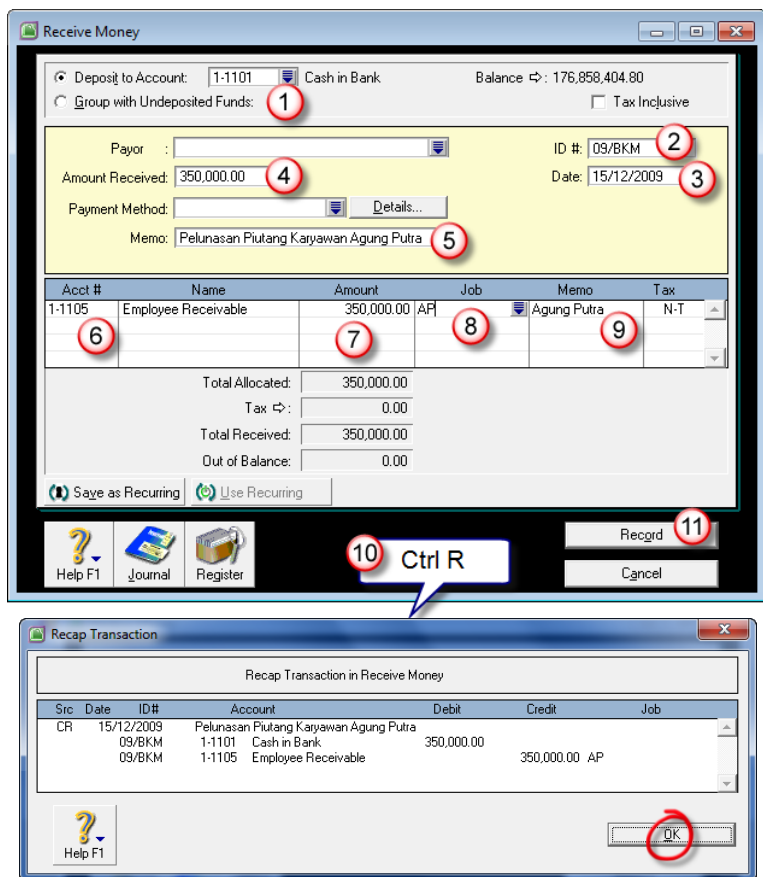 Receive Money
Deposit to Account: 1-1101 Cash in Bank Balance ⇨: 176,858,404.80
Group with Undeposited Funds: 1 Tax Inclusive
Payor : ID #: 09/BKM 2
Amount Received: 350,000.00 4 Date: 15/12/2009 3
Payment Method: Details...
Memo: Pelunasan Piutang Karyawan Agung Putra 5
Acct # Name Amount Job Memo Tax
1-1105 Employee Receivable 350,000.00 AP Agung Putra N-T
6 7 8 9
Total Allocated: 350,000.00
Tax ⇨: 0.00
Total Received: 350,000.00
Out of Balance: 0.00
Save as Recurring Use Recurring
Help F1 Journal Register
10 Ctrl R
Record 11
Cancel
Recap Transaction
Recap Transaction in Receive Money
Src Date ID# Account Debit Credit Job
CR 15/12/2009 Pelunasan Piutang Karyawan Agung Putra
09/BKM 1-1101 Cash in Bank 350,000.00
09/BKM 1-1105 Employee Receivable 350,000.00 AP
Help F1
OK